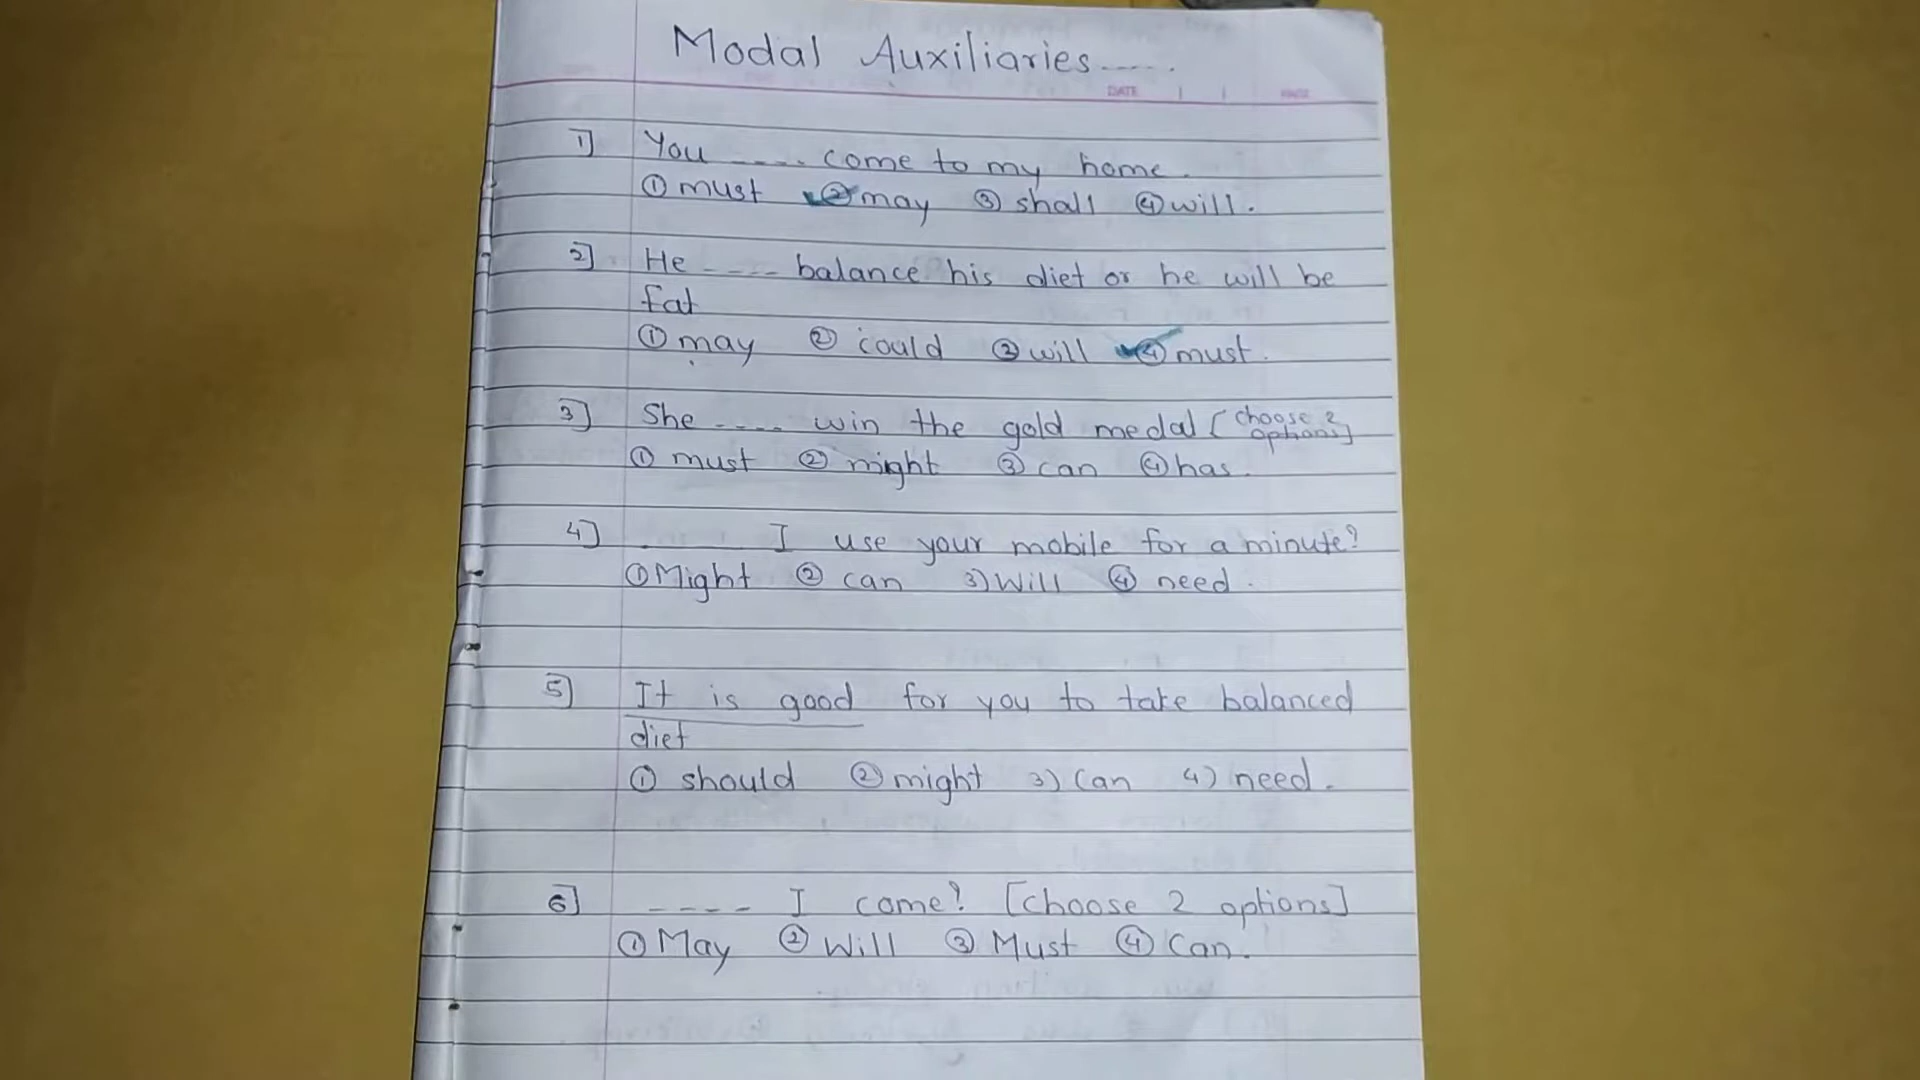 Modal Auxiliaries.....
DATE
1] You .... come to my home.
① must ② may ③ shall ④ will.
2] He .... balance his diet or he will be
fat
① may ② could ③ will ④ must.
3] She .... win the gold medal [choose 2
options]
① must ② might ③ can ④ has.
4] ______ I use your mobile for a minute?
① Might ② can 3) Will ④ need.
5] It is good for you to take balanced
diet
① should ② might 3) Can 4) need.
6] ---- I come? [choose 2 options]
① May ② Will ③ Must ④ Can.